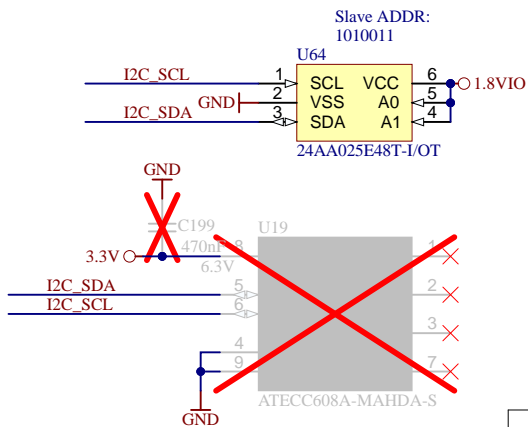 Slave ADDR:
1010011
U64
I2C_SCL 1 SCL VCC 6 1.8VIO
GND 2 VSS A0 5
I2C_SDA 3 SDA A1 4
24AA025E48T-I/OT
GND
C199
470nF
6.3V
3.3V
U19
8 1
I2C_SDA 5 2
I2C_SCL 6
3
4
9 7
GND
ATECC608A-MAHDA-S